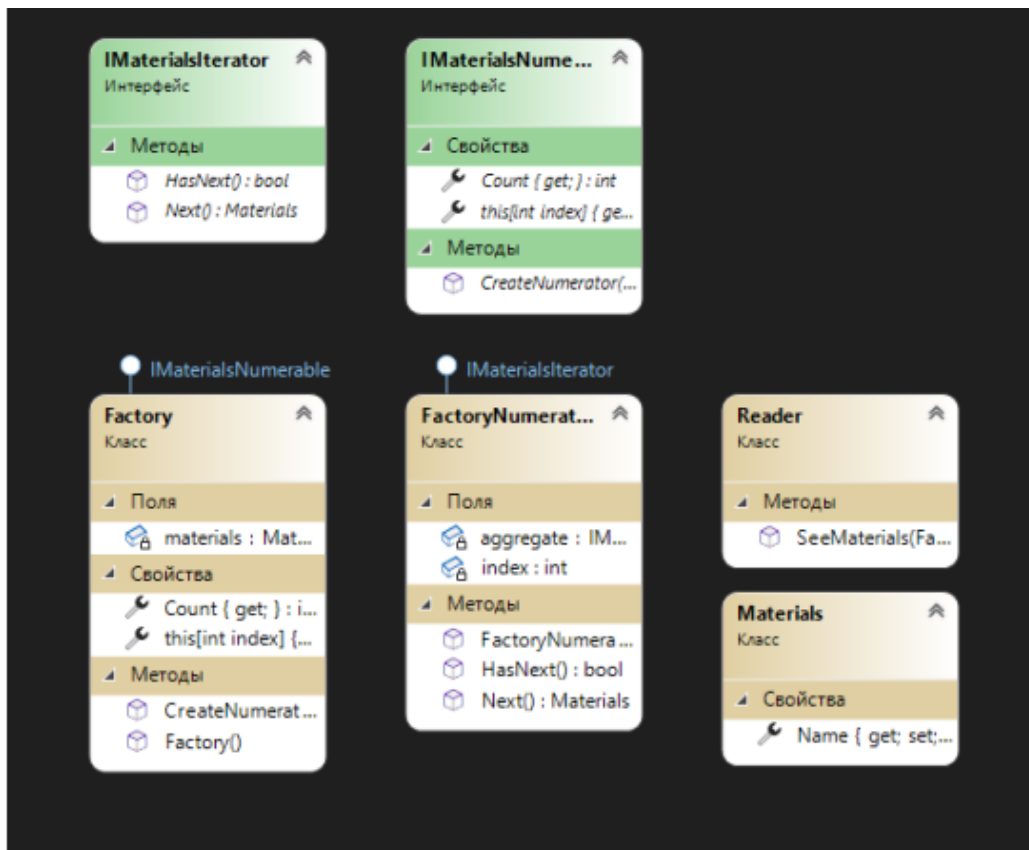 IMaterialsIterator
Интерфейс
Методы
HasNext() : bool
Next() : Materials
IMaterialsNume...
Интерфейс
Свойства
Count { get; } : int
this[int index] { ge...
Методы
CreateNumerator(...
IMaterialsNumerable
Factory
Класс
Поля
materials : Mat...
Свойства
Count { get; } : i...
this[int index] {...
Методы
CreateNumerat...
Factory()
IMaterialsIterator
FactoryNumerat...
Класс
Поля
aggregate : IM...
index : int
Методы
FactoryNumera...
HasNext() : bool
Next() : Materials
Reader
Класс
Методы
SeeMaterials(Fa...
Materials
Класс
Свойства
Name { get; set;...